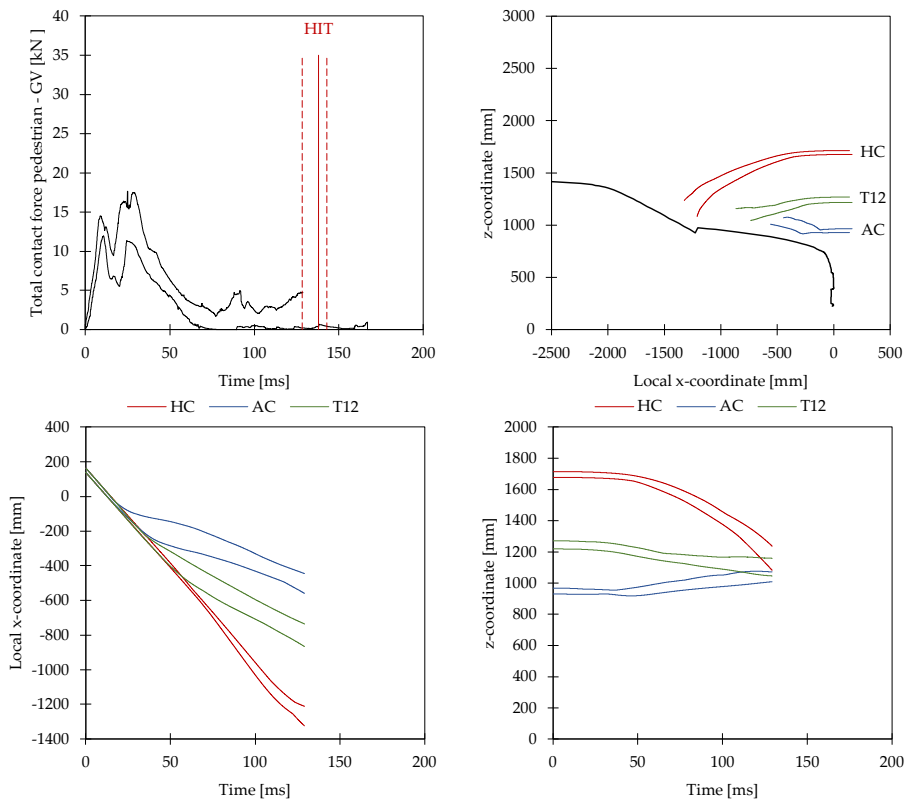 Total contact force pedestrian - GV [kN ]
40
35
30
25
20
15
10
5
0
HIT
0 50 100 150 200
Time [ms]
z-coordinate [mm]
3000
2500
2000
1500
1000
500
0
HC
T12
AC
-2500 -2000 -1500 -1000 -500 0 500
Local x-coordinate [mm]
HC AC T12
Local x-coordinate [mm]
400
200
0
-200
-400
-600
-800
-1000
-1200
-1400
0 50 100 150 200
Time [ms]
HC AC T12
z-coordinate [mm]
2000
1800
1600
1400
1200
1000
800
600
400
200
0
0 50 100 150 200
Time [ms]